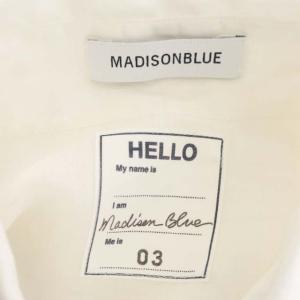 MADISONBLUE
HELLO
My name is
I am
Madison Blue
Me is
03